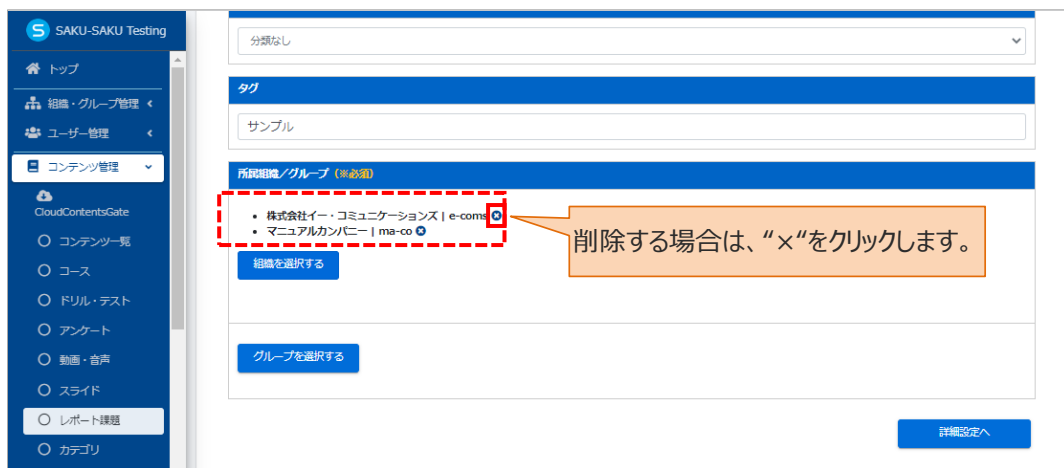 SAKU-SAKU Testing
トップ
組織・グループ管理
ユーザー管理
コンテンツ管理
CloudContentsGate
コンテンツ一覧
コース
ドリル・テスト
アンケート
動画・音声
スライド
レポート課題
カテゴリ
分類なし
タグ
サンプル
所属組織／グループ（※必須）
株式会社イー・コミュニケーションズ | e-coms
マニュアルカンパニー | ma-co
削除する場合は、“×“をクリックします。
組織を選択する
グループを選択する
詳細設定へ